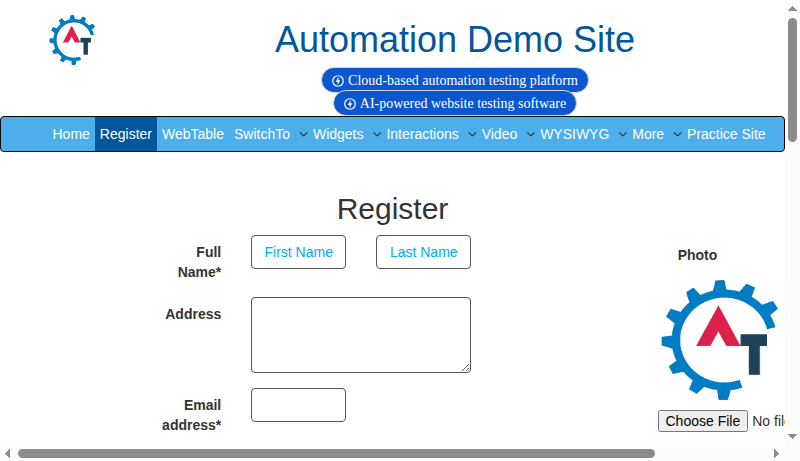 AT
Automation Demo Site
Cloud-based automation testing platform
AI-powered website testing software
Home Register WebTable SwitchTo Widgets Interactions Video WYSIWYG More Practice Site
Register
Full Name*
First Name
Last Name
Photo
Address
AT
Email address*
Choose File No fil